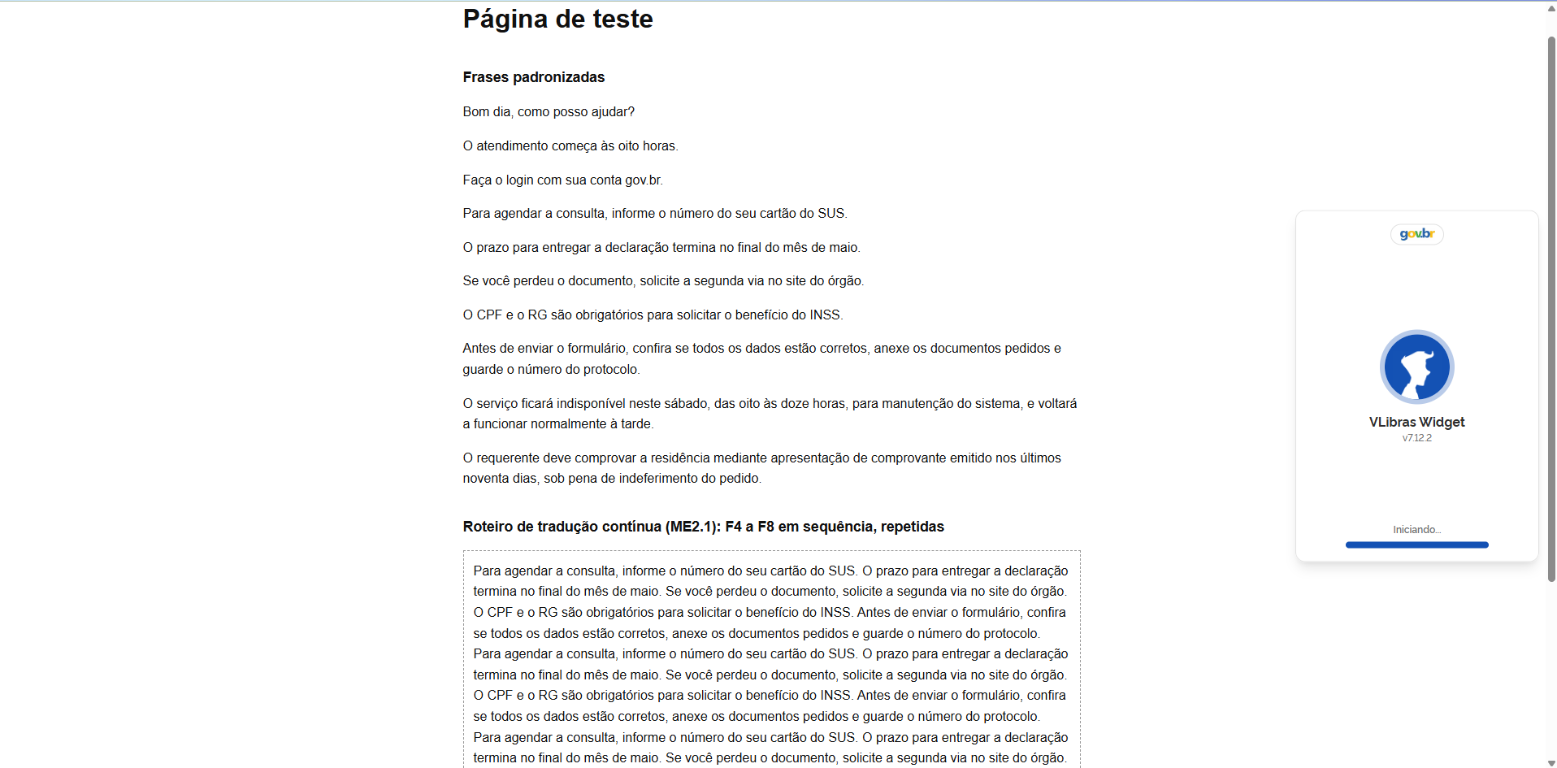 Página de teste
Frases padronizadas
Bom dia, como posso ajudar?
O atendimento começa às oito horas.
Faça o login com sua conta gov.br.
Para agendar a consulta, informe o número do seu cartão do SUS.
O prazo para entregar a declaração termina no final do mês de maio.
Se você perdeu o documento, solicite a segunda via no site do órgão.
O CPF e o RG são obrigatórios para solicitar o benefício do INSS.
Antes de enviar o formulário, confira se todos os dados estão corretos, anexe os documentos pedidos e
guarde o número do protocolo.
O serviço ficará indisponível neste sábado, das oito às doze horas, para manutenção do sistema, e voltará
a funcionar normalmente à tarde.
O requerente deve comprovar a residência mediante apresentação de comprovante emitido nos últimos
noventa dias, sob pena de indeferimento do pedido.
Roteiro de tradução contínua (ME2.1): F4 a F8 em sequência, repetidas
Para agendar a consulta, informe o número do seu cartão do SUS. O prazo para entregar a declaração
termina no final do mês de maio. Se você perdeu o documento, solicite a segunda via no site do órgão.
O CPF e o RG são obrigatórios para solicitar o benefício do INSS. Antes de enviar o formulário, confira
se todos os dados estão corretos, anexe os documentos pedidos e guarde o número do protocolo.
Para agendar a consulta, informe o número do seu cartão do SUS. O prazo para entregar a declaração
termina no final do mês de maio. Se você perdeu o documento, solicite a segunda via no site do órgão.
O CPF e o RG são obrigatórios para solicitar o benefício do INSS. Antes de enviar o formulário, confira
se todos os dados estão corretos, anexe os documentos pedidos e guarde o número do protocolo.
Para agendar a consulta, informe o número do seu cartão do SUS. O prazo para entregar a declaração
termina no final do mês de maio. Se você perdeu o documento, solicite a segunda via no site do órgão.
gov.br
VLibras Widget
v7.12.2
Iniciando...